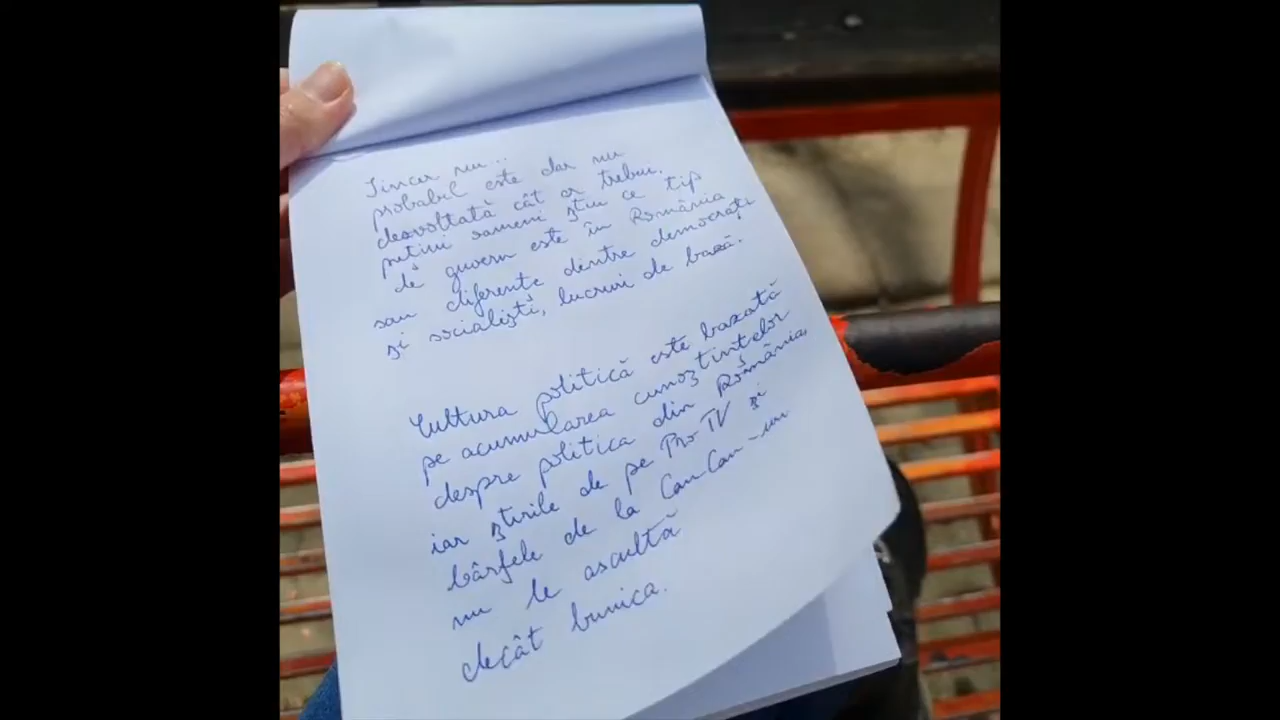 Sincer nu...
probabil este dar nu
dezvoltată cât ar trebui.
puțini oameni știu ce tip
de guvern este în România
sau diferențe dintre democrați
și socialiști, lucruri de bază.
Cultura politică este bazată
pe acumularea cunoștințelor
despre politica din România,
iar știrile de pe ProTV și
bârfele de la CanCan-uri
nu le ascultă
decât bunica.